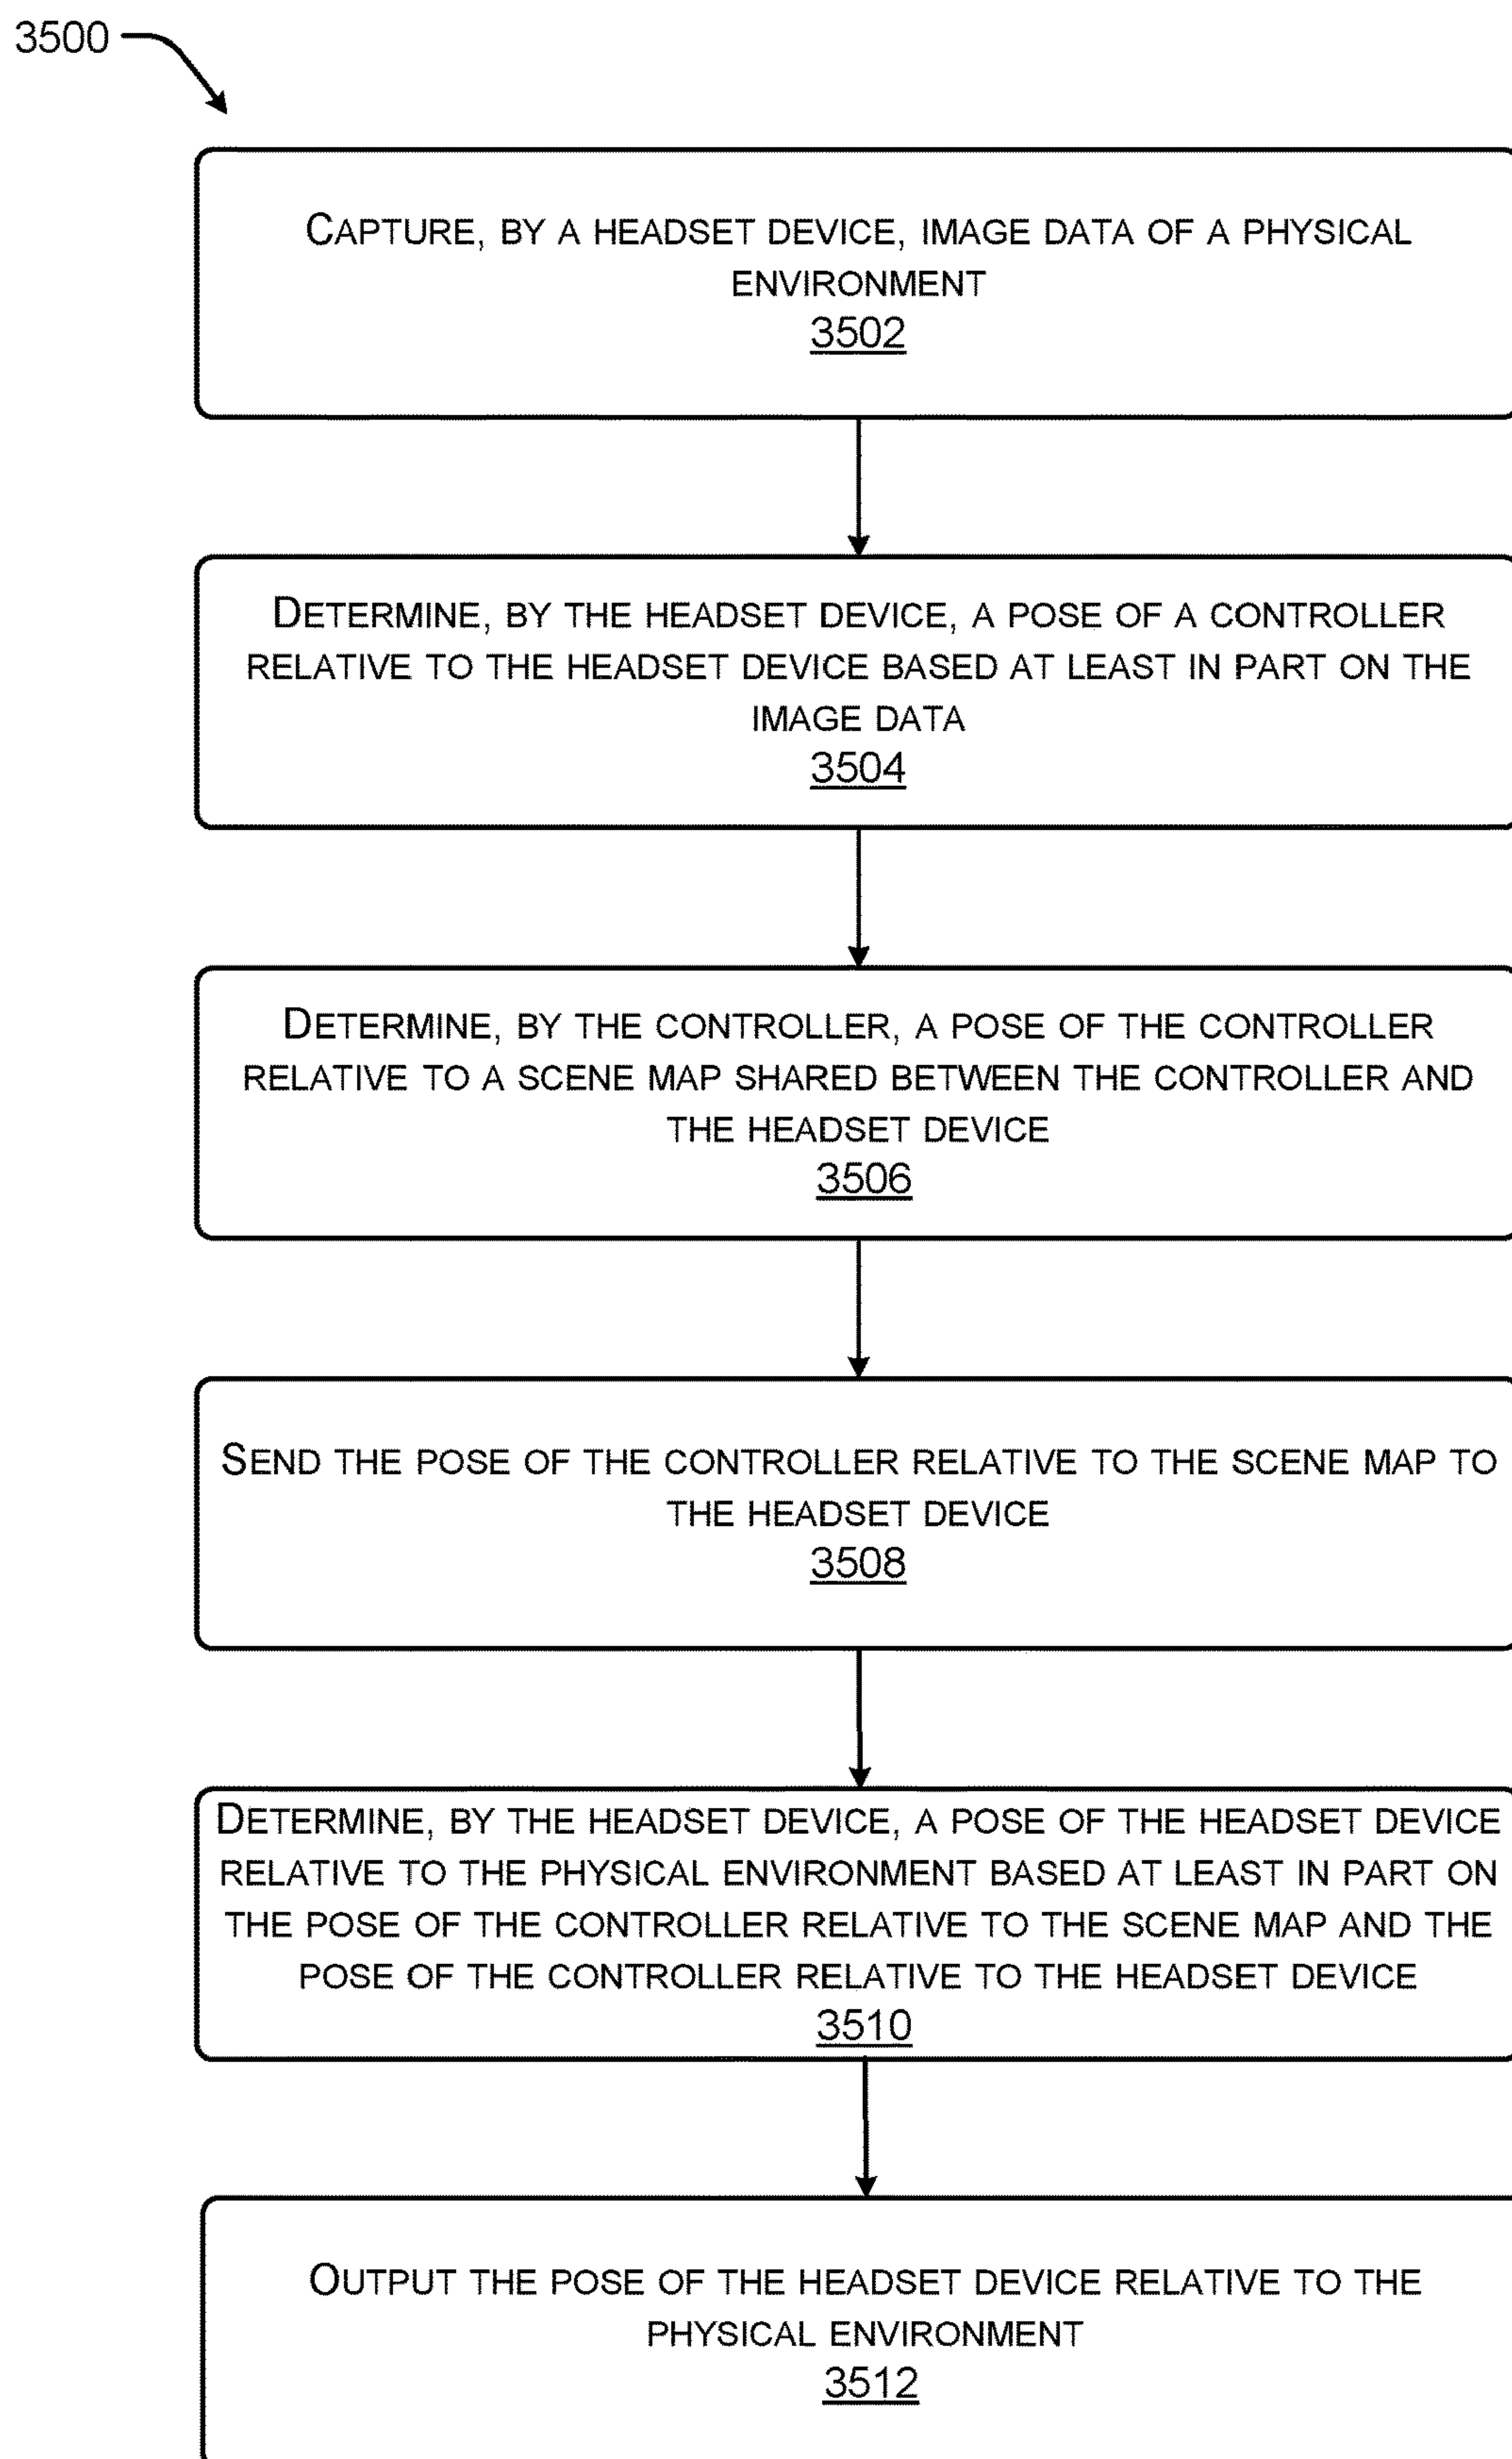 3500
CAPTURE, BY A HEADSET DEVICE, IMAGE DATA OF A PHYSICAL
ENVIRONMENT
3502
DETERMINE, BY THE HEADSET DEVICE, A POSE OF A CONTROLLER
RELATIVE TO THE HEADSET DEVICE BASED AT LEAST IN PART ON THE
IMAGE DATA
3504
DETERMINE, BY THE CONTROLLER, A POSE OF THE CONTROLLER
RELATIVE TO A SCENE MAP SHARED BETWEEN THE CONTROLLER AND
THE HEADSET DEVICE
3506
SEND THE POSE OF THE CONTROLLER RELATIVE TO THE SCENE MAP TO
THE HEADSET DEVICE
3508
DETERMINE, BY THE HEADSET DEVICE, A POSE OF THE HEADSET DEVICE
RELATIVE TO THE PHYSICAL ENVIRONMENT BASED AT LEAST IN PART ON
THE POSE OF THE CONTROLLER RELATIVE TO THE SCENE MAP AND THE
POSE OF THE CONTROLLER RELATIVE TO THE HEADSET DEVICE
3510
OUTPUT THE POSE OF THE HEADSET DEVICE RELATIVE TO THE
PHYSICAL ENVIRONMENT
3512